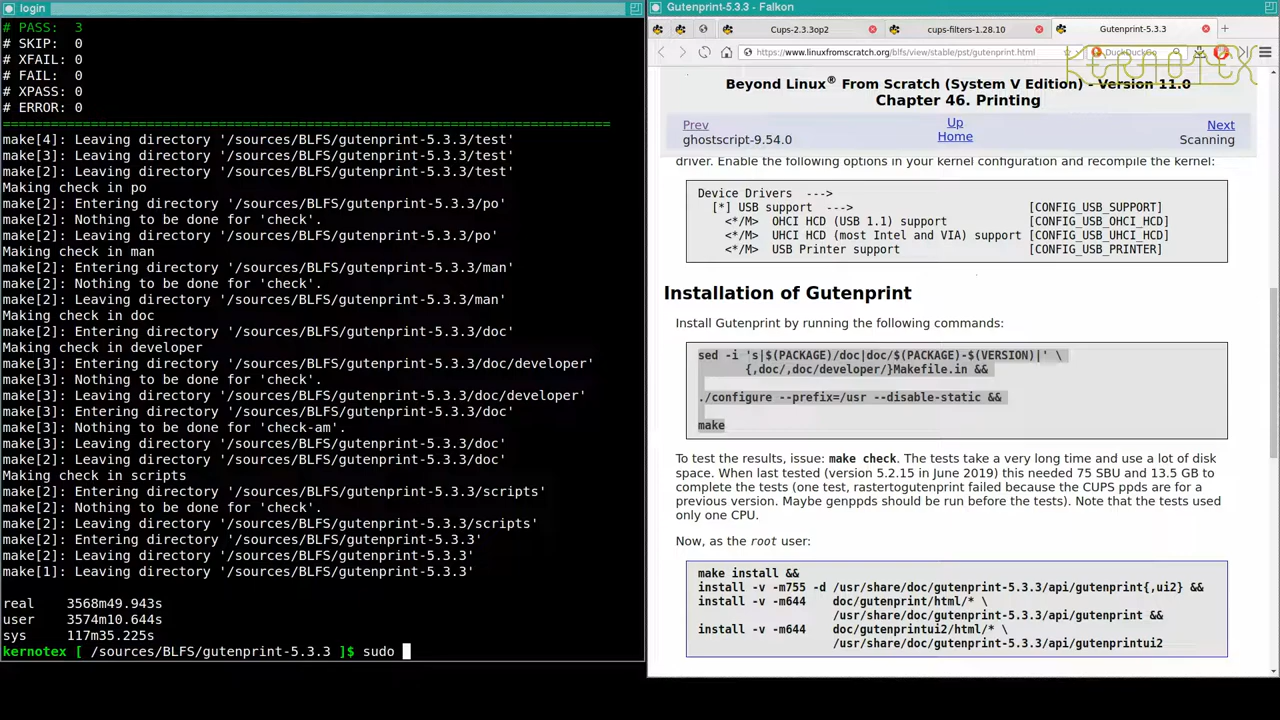 login
# PASS:  3
# SKIP:  0
# XFAIL: 0
# FAIL:  0
# XPASS: 0
# ERROR: 0
============================================================================
make[4]: Leaving directory '/sources/BLFS/gutenprint-5.3.3/test'
make[3]: Leaving directory '/sources/BLFS/gutenprint-5.3.3/test'
make[2]: Leaving directory '/sources/BLFS/gutenprint-5.3.3/test'
Making check in po
make[2]: Entering directory '/sources/BLFS/gutenprint-5.3.3/po'
make[2]: Nothing to be done for 'check'.
make[2]: Leaving directory '/sources/BLFS/gutenprint-5.3.3/po'
Making check in man
make[2]: Entering directory '/sources/BLFS/gutenprint-5.3.3/man'
make[2]: Nothing to be done for 'check'.
make[2]: Leaving directory '/sources/BLFS/gutenprint-5.3.3/man'
Making check in doc
make[2]: Entering directory '/sources/BLFS/gutenprint-5.3.3/doc'
Making check in developer
make[3]: Entering directory '/sources/BLFS/gutenprint-5.3.3/doc/developer'
make[3]: Nothing to be done for 'check'.
make[3]: Leaving directory '/sources/BLFS/gutenprint-5.3.3/doc/developer'
make[3]: Entering directory '/sources/BLFS/gutenprint-5.3.3/doc'
make[3]: Nothing to be done for 'check-am'.
make[3]: Leaving directory '/sources/BLFS/gutenprint-5.3.3/doc'
make[2]: Leaving directory '/sources/BLFS/gutenprint-5.3.3/doc'
Making check in scripts
make[2]: Entering directory '/sources/BLFS/gutenprint-5.3.3/scripts'
make[2]: Nothing to be done for 'check'.
make[2]: Leaving directory '/sources/BLFS/gutenprint-5.3.3/scripts'
make[2]: Entering directory '/sources/BLFS/gutenprint-5.3.3'
make[2]: Leaving directory '/sources/BLFS/gutenprint-5.3.3'
make[1]: Leaving directory '/sources/BLFS/gutenprint-5.3.3'
real    3568m49.943s
user    3574m10.644s
sys     117m35.225s
kernotex [ /sources/BLFS/gutenprint-5.3.3 ]$ sudo
Gutenprint-5.3.3 - Falkon
Cups-2.3.3op2
cups-filters-1.28.10
Gutenprint-5.3.3
https://www.linuxfromscratch.org/blfs/view/stable/pst/gutenprint.html
DuckDuckGo
KERNOTEX
Beyond Linux® From Scratch (System V Edition) - Version 11.0
Chapter 46. Printing
Prev
Up
Next
ghostscript-9.54.0
Home
Scanning
driver. Enable the following options in your kernel configuration and recompile the kernel:
Device Drivers  --->
[*] USB support  --->                          [CONFIG_USB_SUPPORT]
<*/M>  OHCI HCD (USB 1.1) support            [CONFIG_USB_OHCI_HCD]
<*/M>  UHCI HCD (most Intel and VIA) support [CONFIG_USB_UHCI_HCD]
<*/M>  USB Printer support                   [CONFIG_USB_PRINTER]
Installation of Gutenprint
Install Gutenprint by running the following commands:
sed -i 's|$(PACKAGE)/doc|doc/$(PACKAGE)-$(VERSION)|' \
{,doc/,doc/developer/}Makefile.in &&
./configure --prefix=/usr --disable-static &&
make
To test the results, issue: make check. The tests take a very long time and use a lot of disk
space. When last tested (version 5.2.15 in June 2019) this needed 75 SBU and 13.5 GB to
complete the tests (one test, rastertogutenprint failed because the CUPS ppds are for a
previous version. Maybe genppds should be run before the tests). Note that the tests used
only one CPU.
Now, as the root user:
make install &&
install -v -m755 -d /usr/share/doc/gutenprint-5.3.3/api/gutenprint{,ui2} &&
install -v -m644    doc/gutenprint/html/* \
/usr/share/doc/gutenprint-5.3.3/api/gutenprint &&
install -v -m644    doc/gutenprintui2/html/* \
/usr/share/doc/gutenprint-5.3.3/api/gutenprintui2